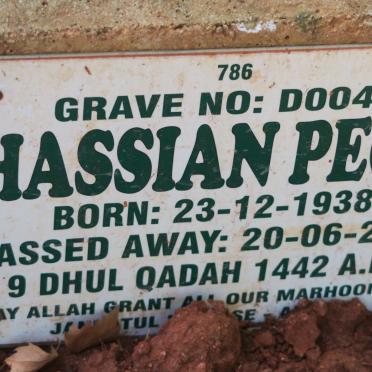 786
GRAVE NO: D004
HASSIAN PE
BORN: 23-12-1938
ASSED AWAY: 20-06-2
9 DHUL QADAH 1442 A.
AY ALLAH GRANT ALL OUR MARHOO